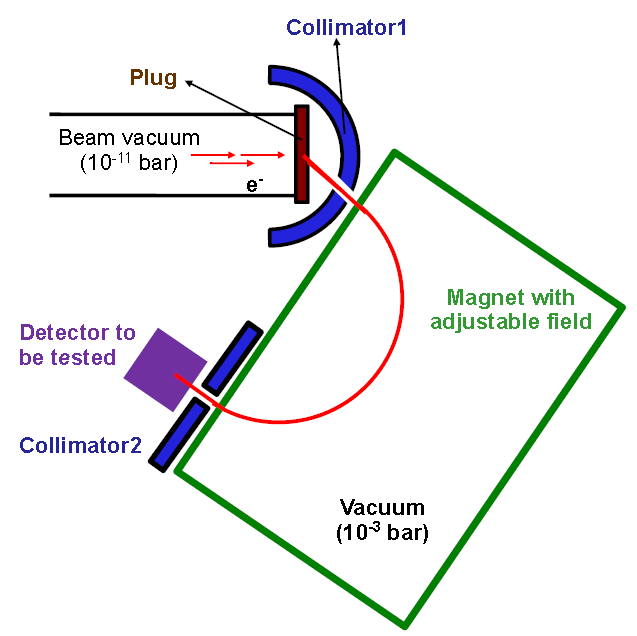 Collimator1
Plug
Beam vacuum
(10⁻¹¹ bar)
e⁻
Magnet with
adjustable field
Detector to
be tested
Collimator2
Vacuum
(10⁻³ bar)